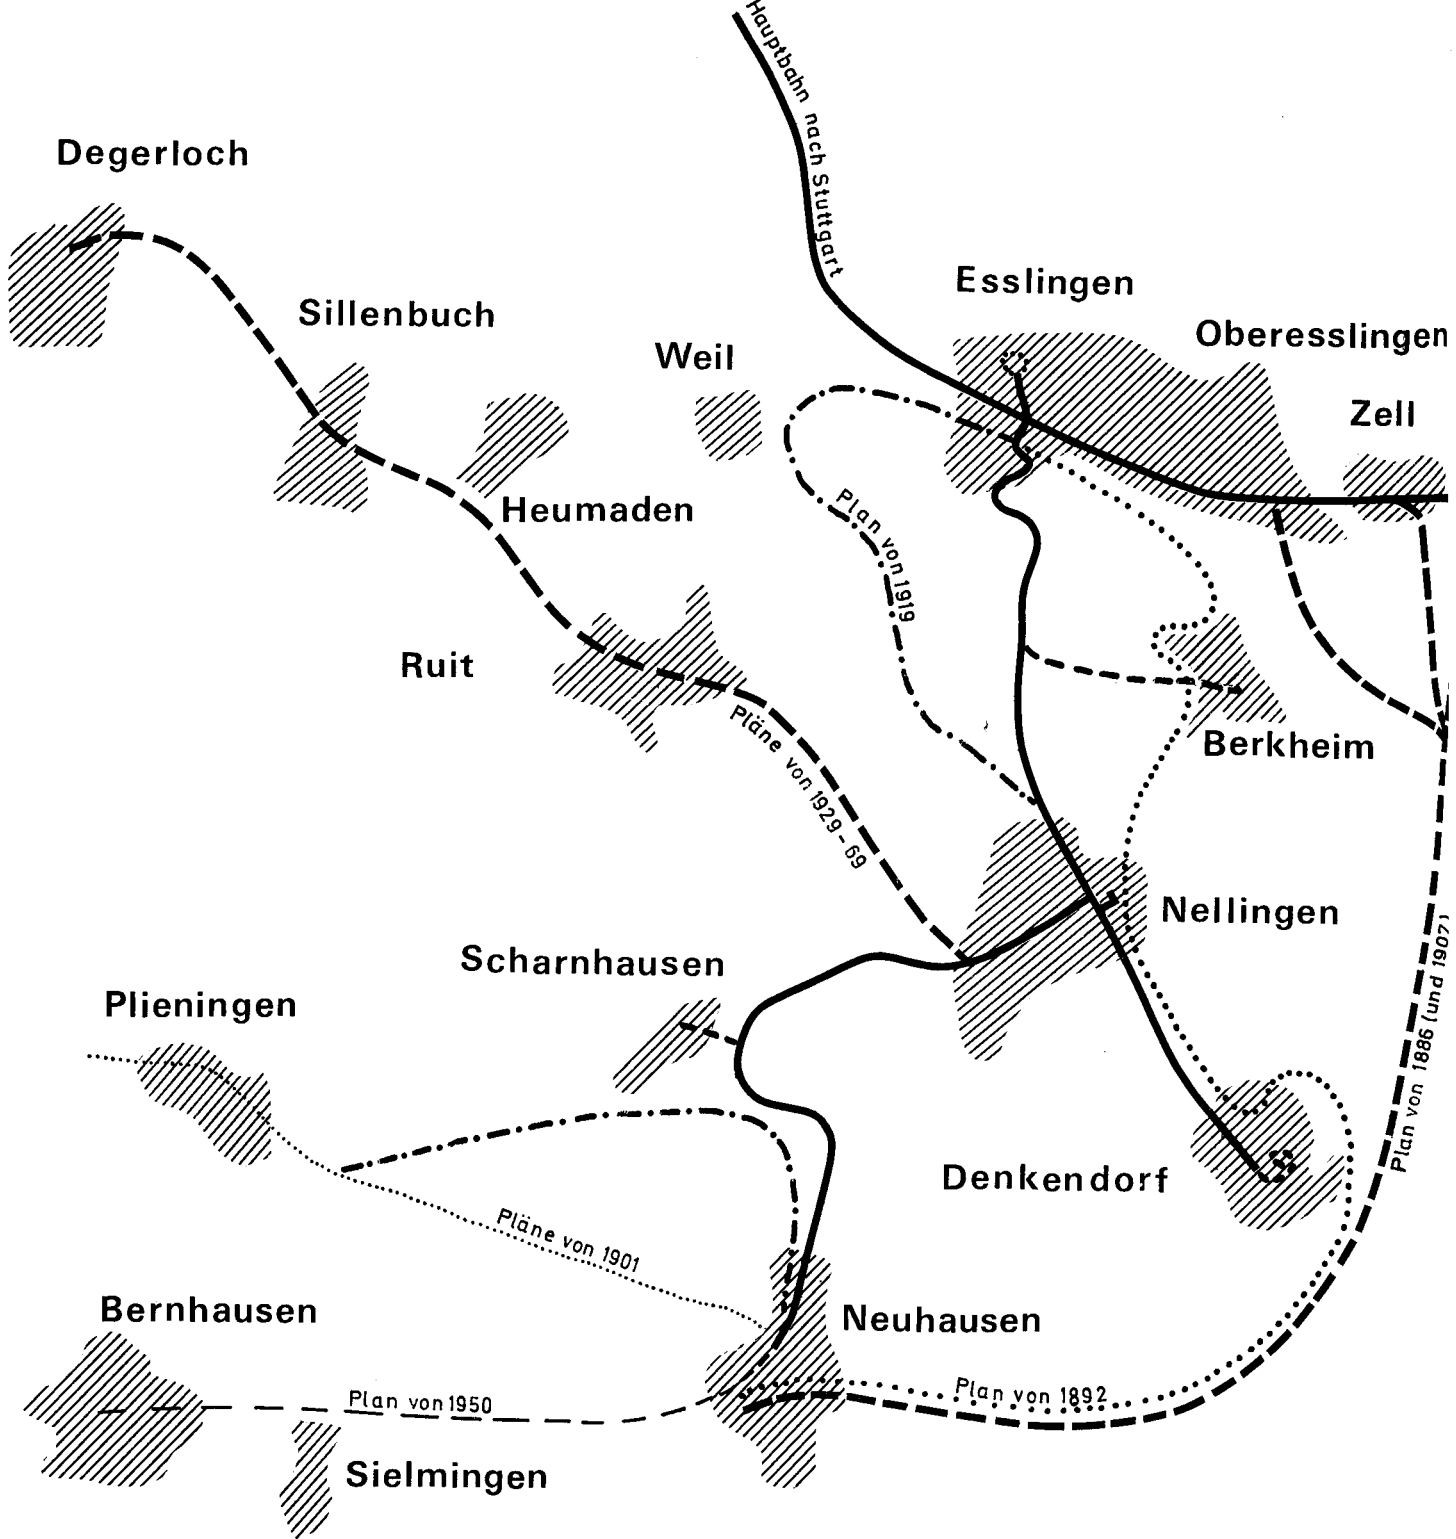 Hauptbahn nach Stuttgart
Degerloch
Esslingen
Sillenbuch
Oberesslingen
Weil
Zell
Plan von 1919
Heumaden
Ruit
Pläne von 1929-69
Berkheim
Nellingen
Scharnhausen
Plieningen
Plan von 1886 (und 1907)
Denkendorf
Pläne von 1901
Bernhausen
Neuhausen
Plan von 1950
Plan von 1892
Sielmingen